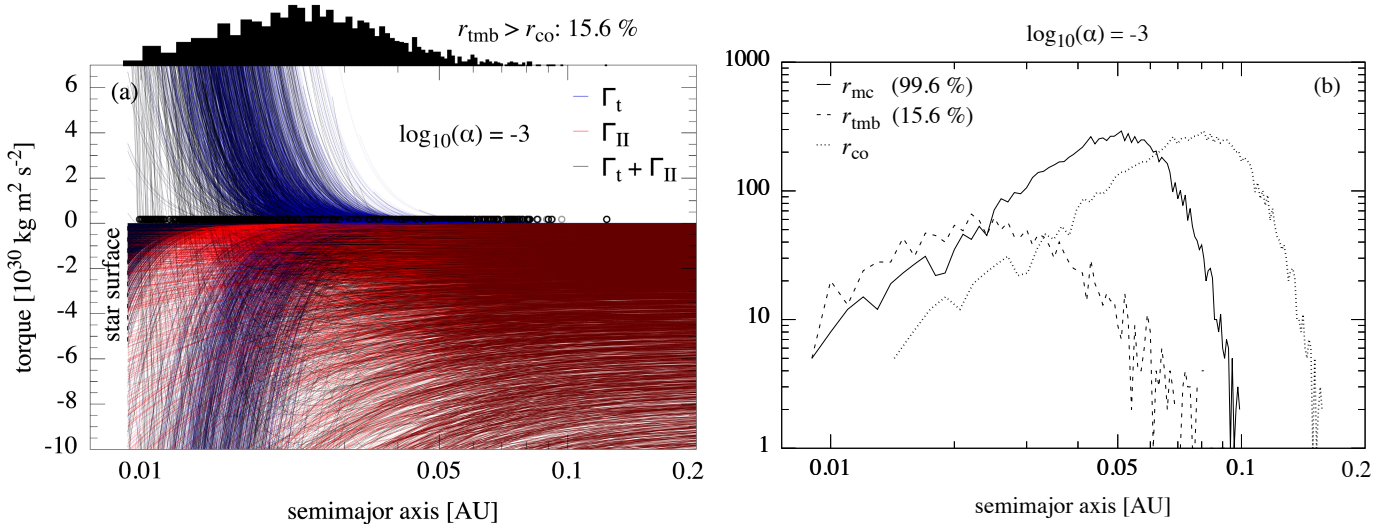 r_tmb > r_co: 15.6 %
(a)
Γ_t
Γ_II
Γ_t + Γ_II
log_10(α) = -3
6
4
2
0
-2
-4
-6
-8
-10
torque [10^30 kg m^2 s^-2]
star surface
0.01 0.05 0.1 0.2
semimajor axis [AU]
log_10(α) = -3
(b)
r_mc (99.6 %)
r_tmb (15.6 %)
r_co
1000
100
10
1
0.01 0.05 0.1 0.2
semimajor axis [AU]